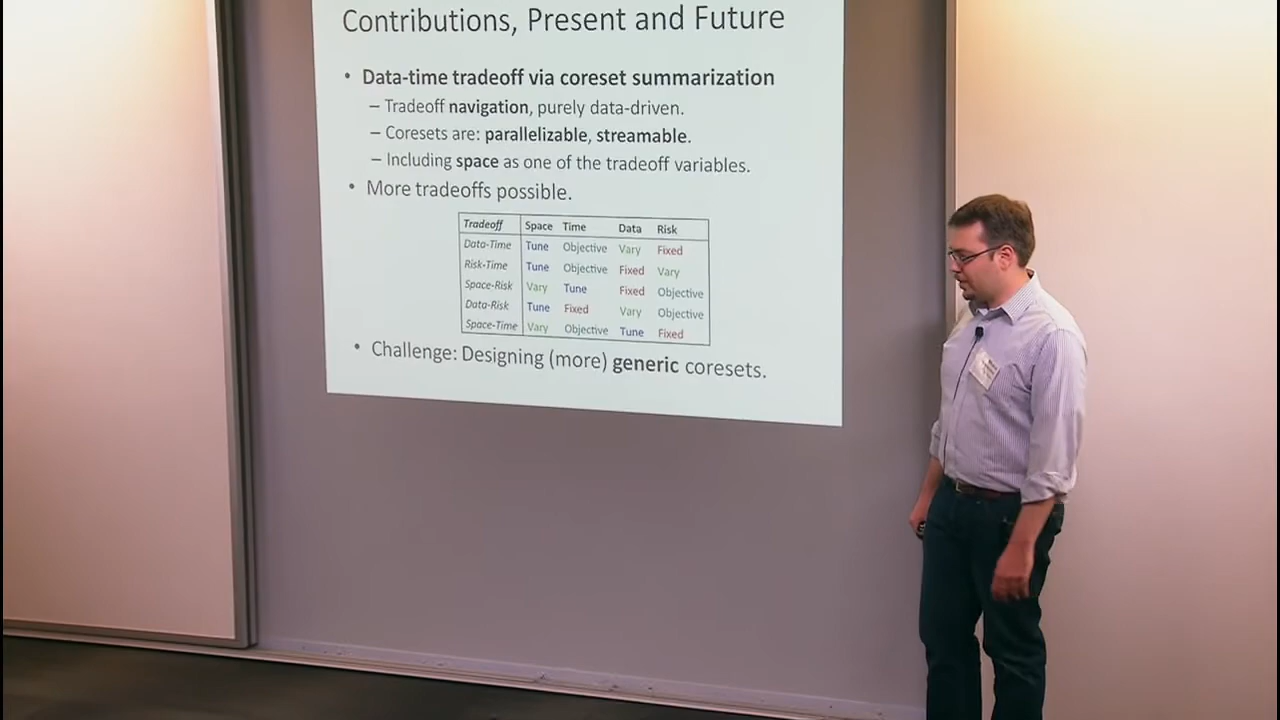 Contributions, Present and Future
• Data-time tradeoff via coreset summarization
– Tradeoff navigation, purely data-driven.
– Coresets are: parallelizable, streamable.
– Including space as one of the tradeoff variables.
• More tradeoffs possible.
Tradeoff Space Time Data Risk
Data-Time Tune Objective Vary Fixed
Risk-Time Tune Objective Fixed Vary
Space-Risk Vary Tune Fixed Objective
Data-Risk Tune Fixed Vary Objective
Space-Time Vary Objective Tune Fixed
• Challenge: Designing (more) generic coresets.